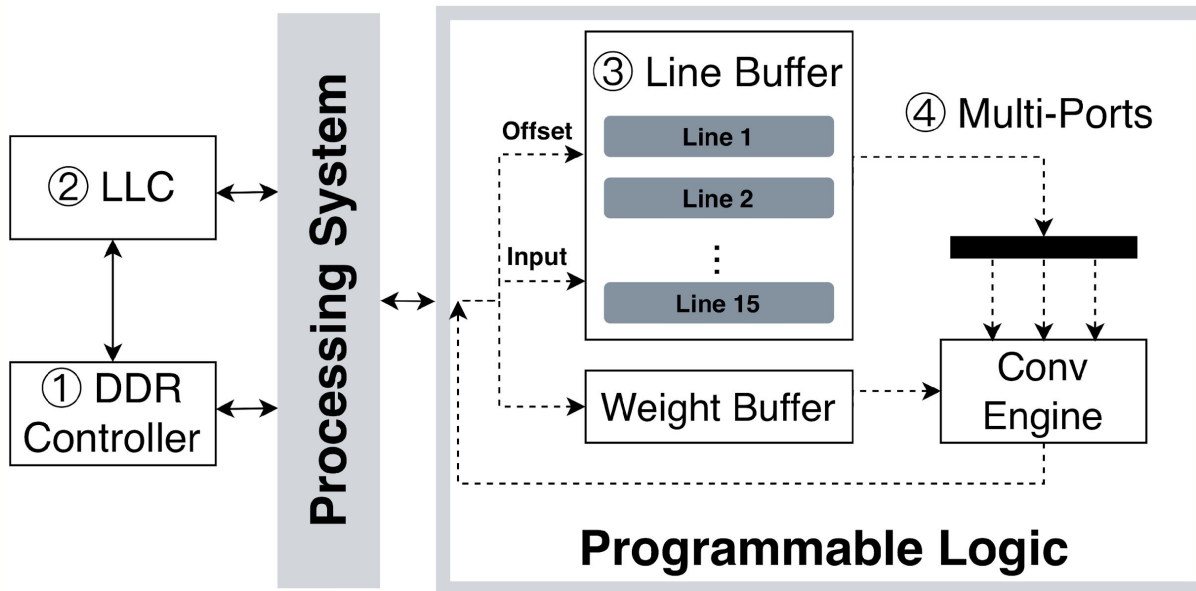 ② LLC
① DDR
Controller
Processing System
③ Line Buffer
Offset
Line 1
Line 2
⋮
Input
Line 15
Weight Buffer
④ Multi-Ports
Conv
Engine
Programmable Logic